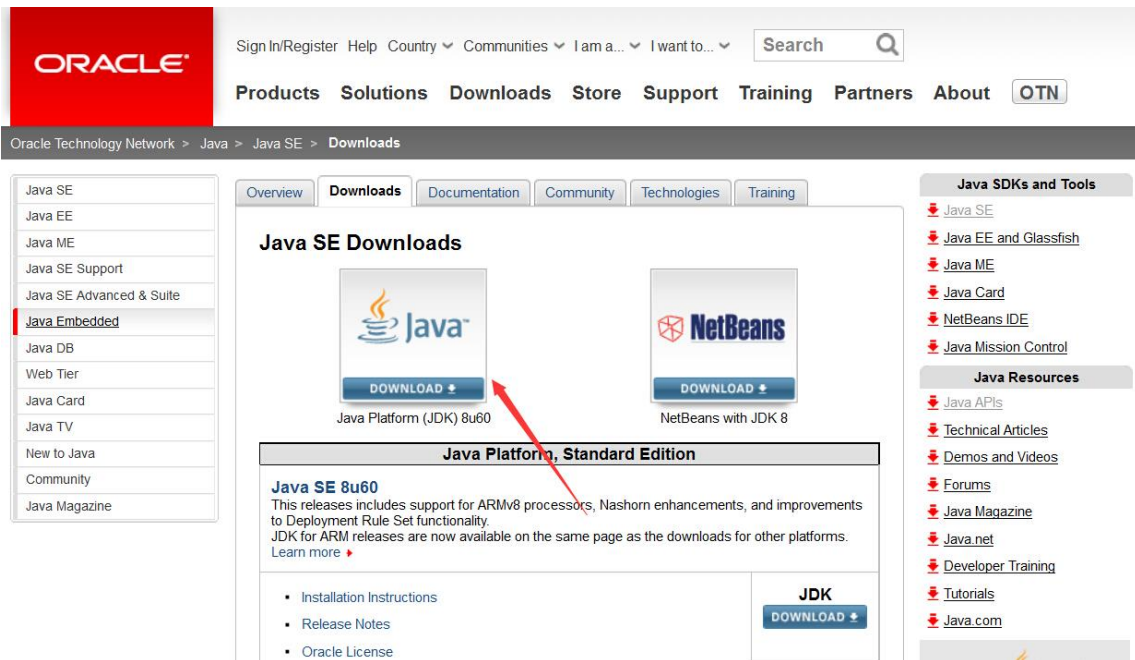 ORACLE
Sign In/Register Help Country Communities I am a... I want to... Search
Products Solutions Downloads Store Support Training Partners About OTN
Oracle Technology Network > Java > Java SE > Downloads
Java SE
Java EE
Java ME
Java SE Support
Java SE Advanced & Suite
Java Embedded
Java DB
Web Tier
Java Card
Java TV
New to Java
Community
Java Magazine
Overview Downloads Documentation Community Technologies Training
Java SE Downloads
Java
DOWNLOAD
Java Platform (JDK) 8u60
NetBeans
DOWNLOAD
NetBeans with JDK 8
Java Platform, Standard Edition
Java SE 8u60
This releases includes support for ARMv8 processors, Nashorn enhancements, and improvements
to Deployment Rule Set functionality.
JDK for ARM releases are now available on the same page as the downloads for other platforms.
Learn more
Installation Instructions
Release Notes
Oracle License
JDK
DOWNLOAD
Java SDKs and Tools
Java SE
Java EE and Glassfish
Java ME
Java Card
NetBeans IDE
Java Mission Control
Java Resources
Java APIs
Technical Articles
Demos and Videos
Forums
Java Magazine
Java.net
Developer Training
Tutorials
Java.com